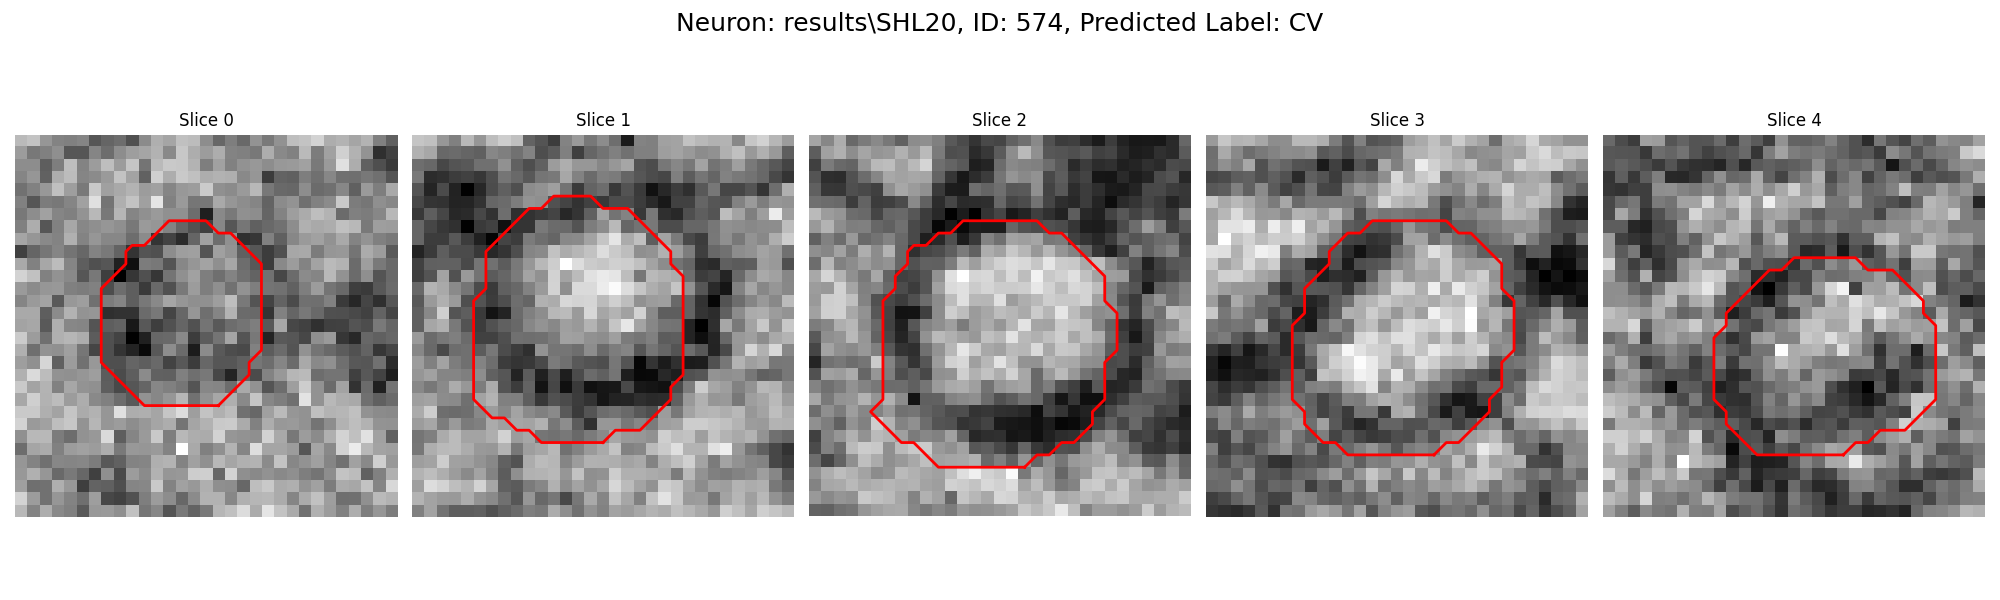 Neuron: results\SHL20, ID: 574, Predicted Label: CV
Slice 0
Slice 1
Slice 2
Slice 3
Slice 4